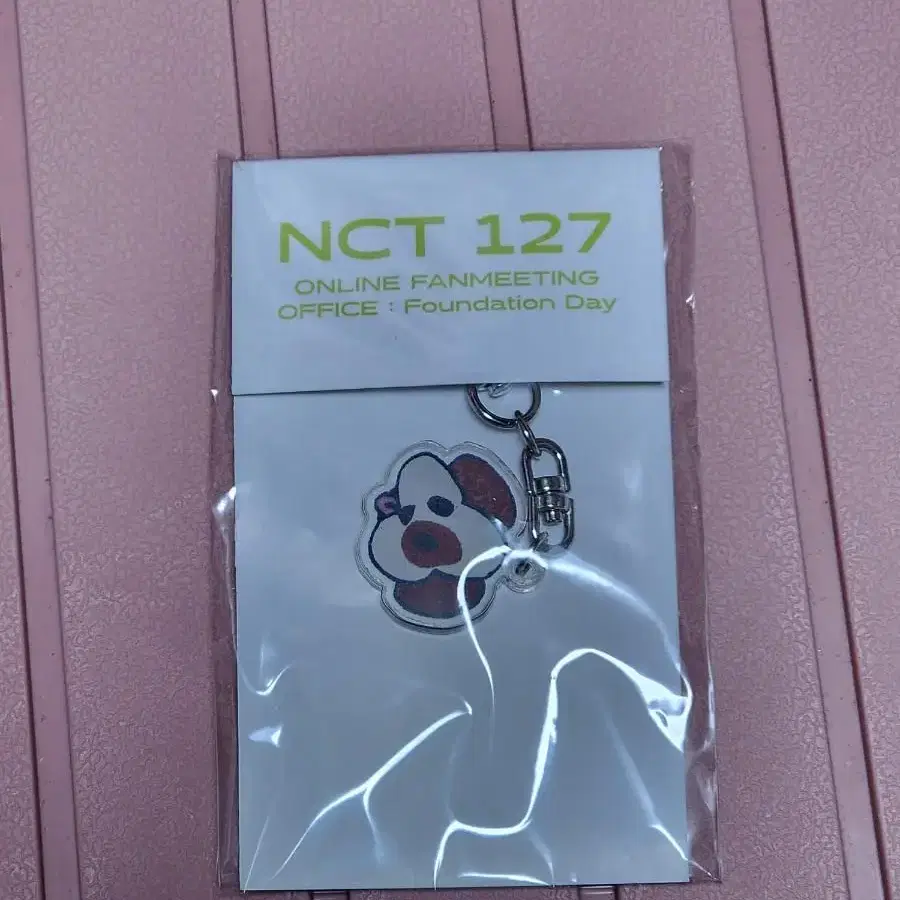 NCT 127
ONLINE FANMEETING
OFFICE : Foundation Day